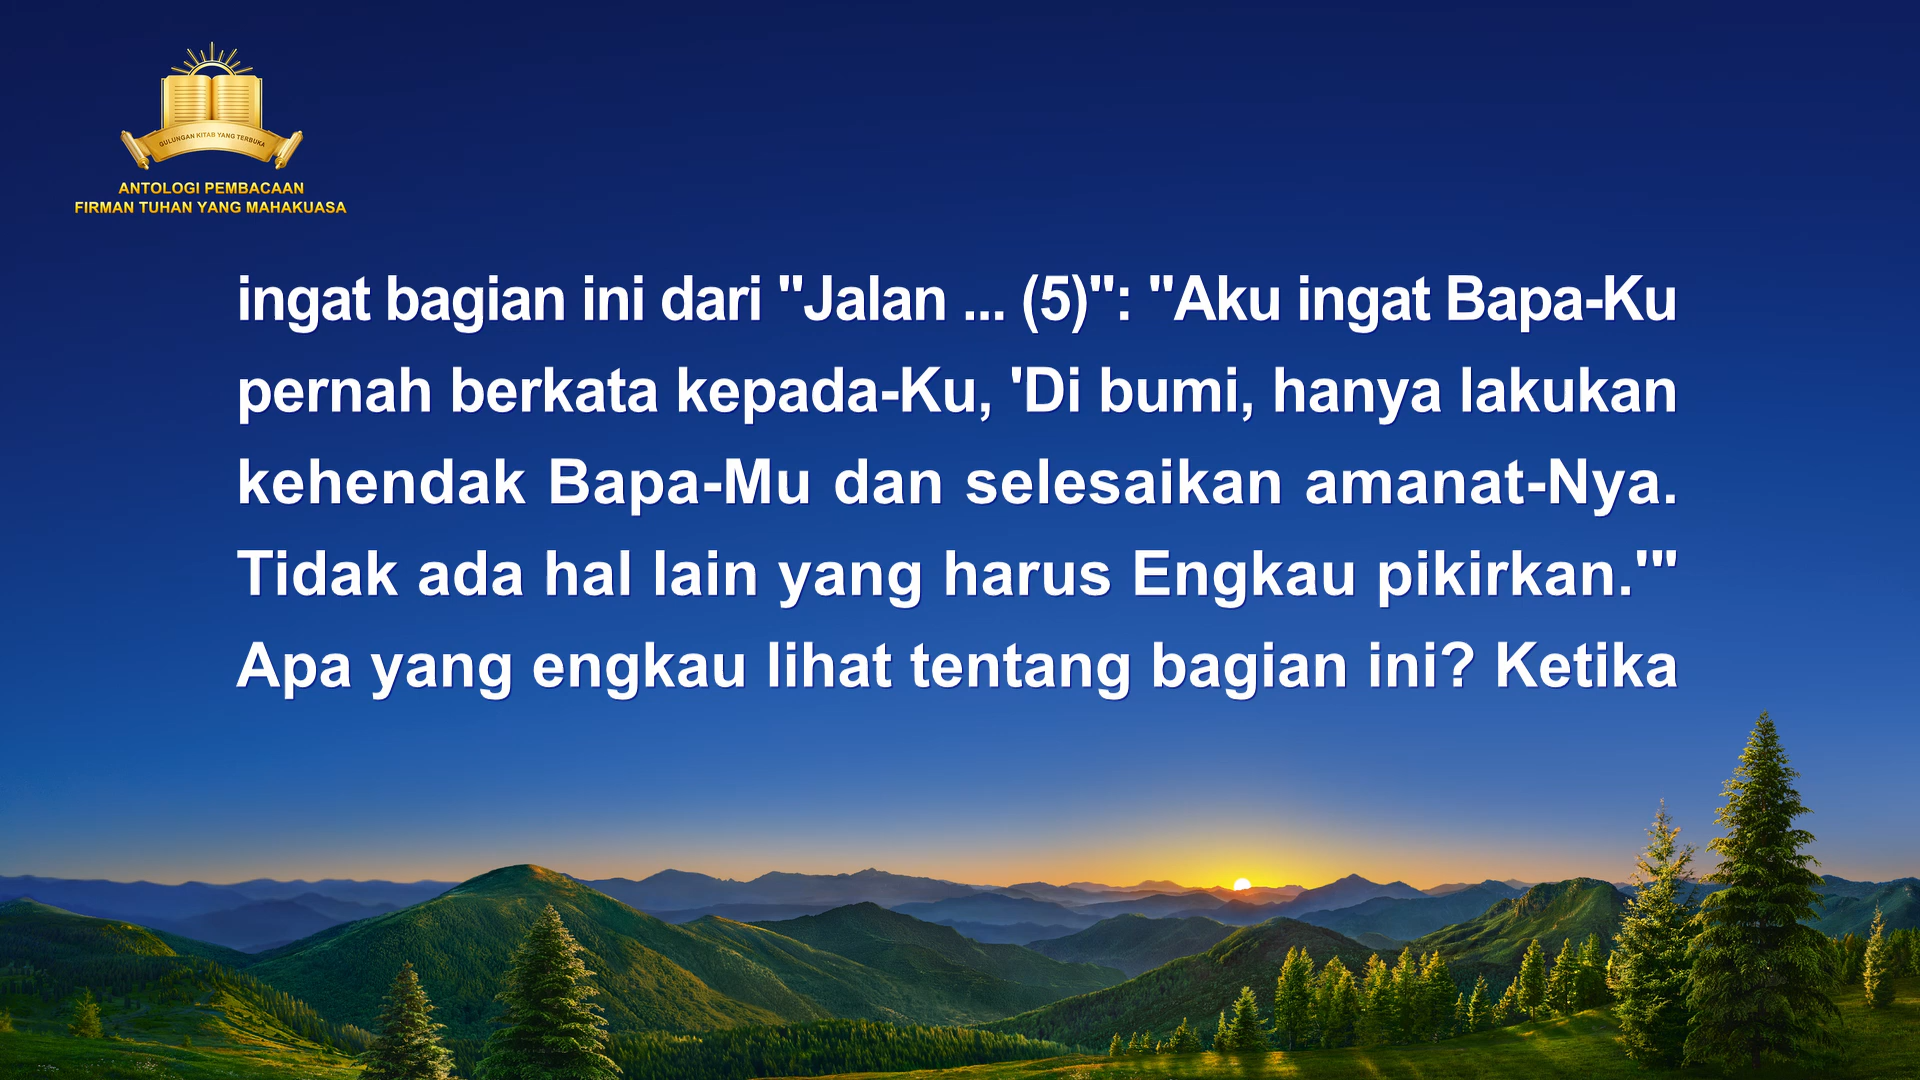 GULUNGAN KITAB YANG TERBUKA
ANTOLOGI PEMBACAAN
FIRMAN TUHAN YANG MAHAKUASA
ingat bagian ini dari "Jalan ... (5)": "Aku ingat Bapa-Ku
pernah berkata kepada-Ku, 'Di bumi, hanya lakukan
kehendak Bapa-Mu dan selesaikan amanat-Nya.
Tidak ada hal lain yang harus Engkau pikirkan.'"
Apa yang engkau lihat tentang bagian ini? Ketika